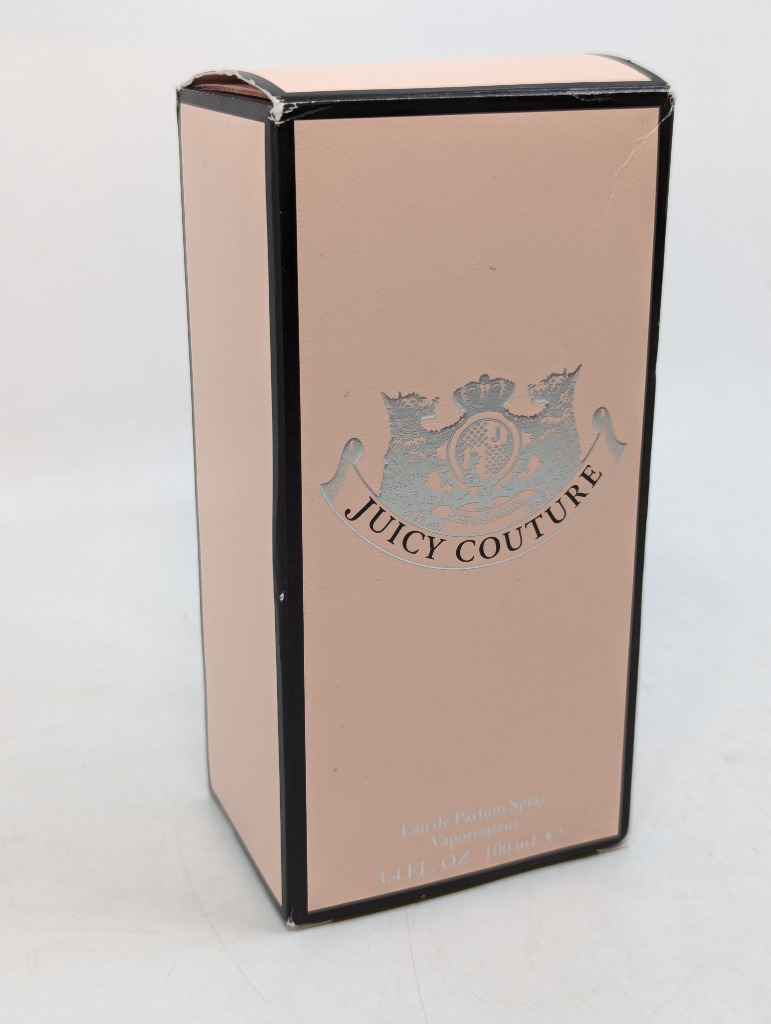 JUICY COUTURE
Eau de Parfum Spray
Vaporisateur
3.4 FL. OZ. 100 mL ℮